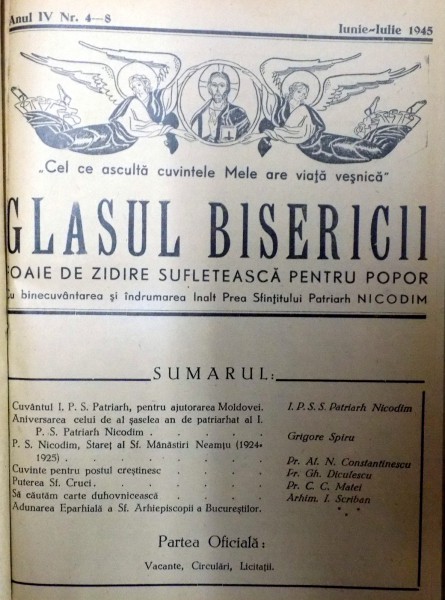 Anul IV Nr. 4—8 Iunie-Iulie 1945
„Cel ce ascultă cuvintele Mele are viață veșnică"
GLASUL BISERICII
FOAIE DE ZIDIRE SUFLETEASCĂ PENTRU POPOR
Cu binecuvântarea și îndrumarea Inalt Prea Sfințitului Patriarh NICODIM
SUMARUL:
Cuvântul I. P. S. Patriarh, pentru ajutorarea Moldovei. I. P. S. S. Patriarh Nicodim
Aniversarea celui de al șaselea an de patriarhat al I.
P. S. Patriarh Nicodim . . . . . Grigore Spiru
P. S. Nicodim, Stareț al Sf. Mănăstiri Neamțu (1924-
1925) . . . . . . . . Pr. Al. N. Constantinescu
Cuvinte pentru postul creștinesc . . . . Pr. Gh. Diculescu
Puterea Sf. Cruci . . . . . . Pr. C. C. Matei
Să căutăm carte duhovnicească . . . . Arhim. I. Scriban
Adunarea Eparhială a Sf. Arhiepiscopii a Bucureștilor. * * *
Partea Oficială:
Vacante, Circulări, Licitații.